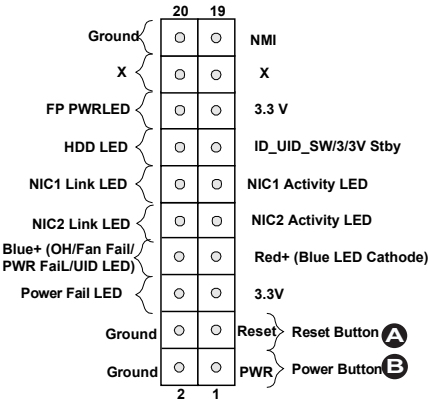 20 19
Ground NMI
X X
FP PWRLED 3.3 V
HDD LED ID_UID_SW/3/3V Stby
NIC1 Link LED NIC1 Activity LED
NIC2 Link LED NIC2 Activity LED
Blue+ (OH/Fan Fail/
PWR FaiL/UID LED) Red+ (Blue LED Cathode)
Power Fail LED 3.3V
Ground Reset Reset Button A
Ground PWR Power Button B
2 1